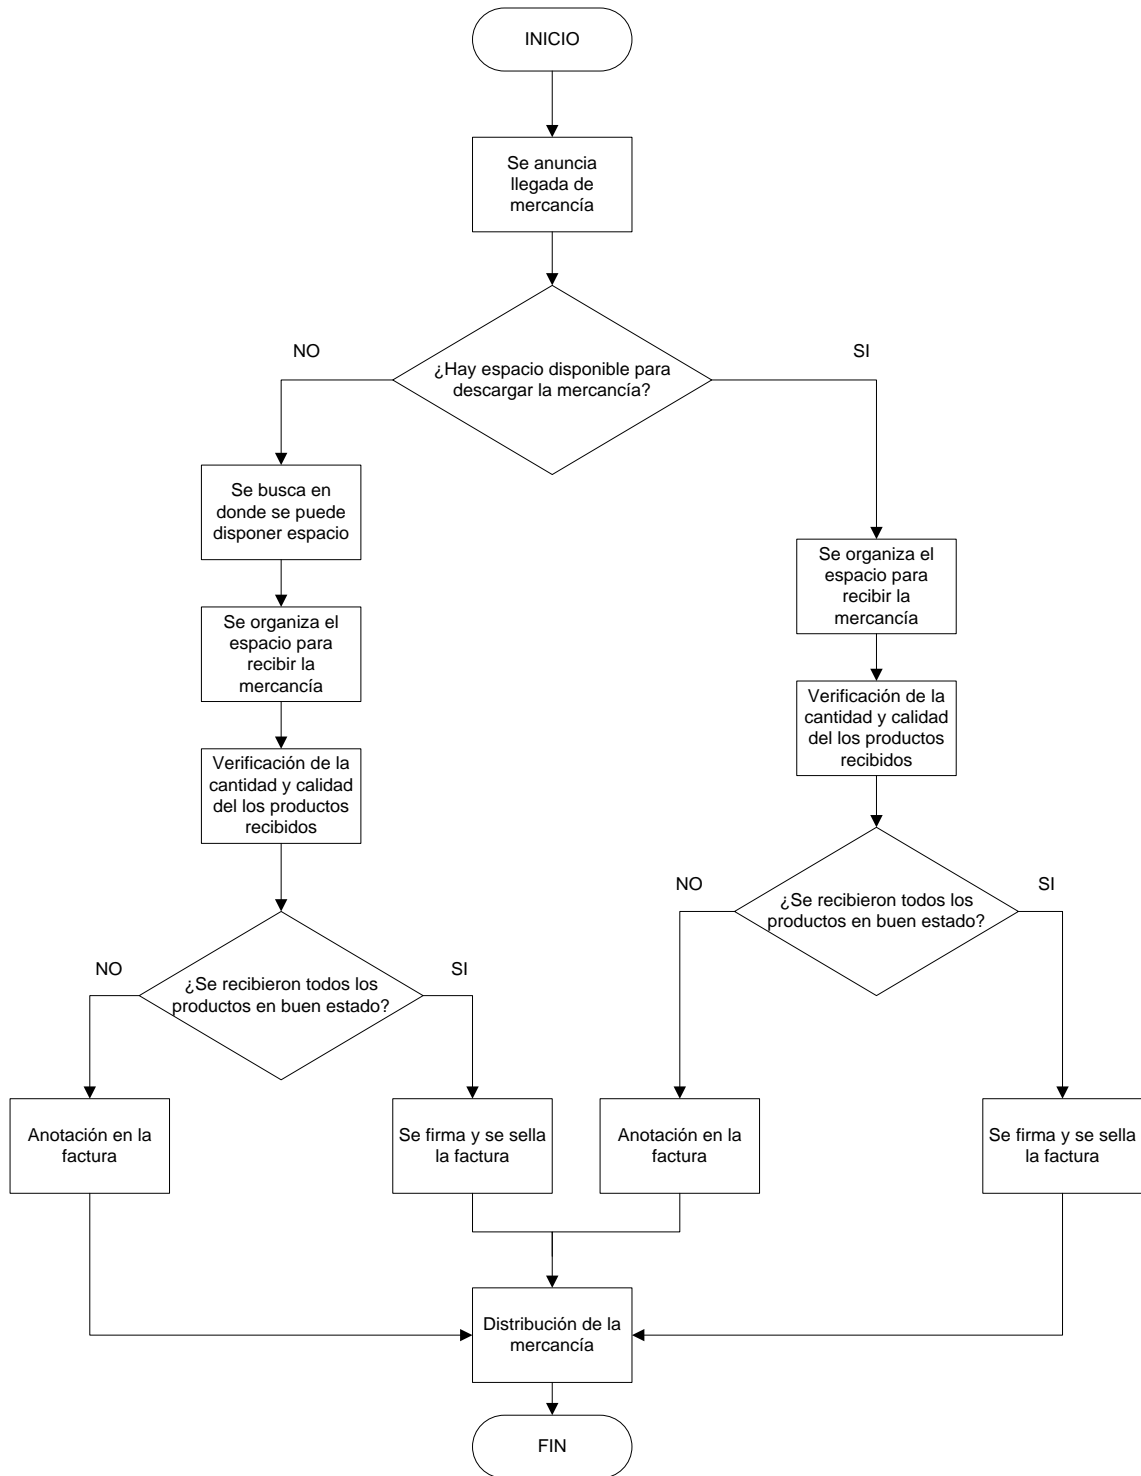 INICIO
Se anuncia
llegada de
mercancía
NO
SI
¿Hay espacio disponible para
descargar la mercancía?
Se busca en
donde se puede
disponer espacio
Se organiza el
espacio para
recibir la
mercancía
Se organiza el
espacio para
recibir la
mercancía
Verificación de la
cantidad y calidad
del los productos
recibidos
Verificación de la
cantidad y calidad
del los productos
recibidos
NO
SI
¿Se recibieron todos los
productos en buen estado?
NO
SI
¿Se recibieron todos los
productos en buen estado?
Anotación en la
factura
Se firma y se sella
la factura
Anotación en la
factura
Se firma y se sella
la factura
Distribución de la
mercancía
FIN